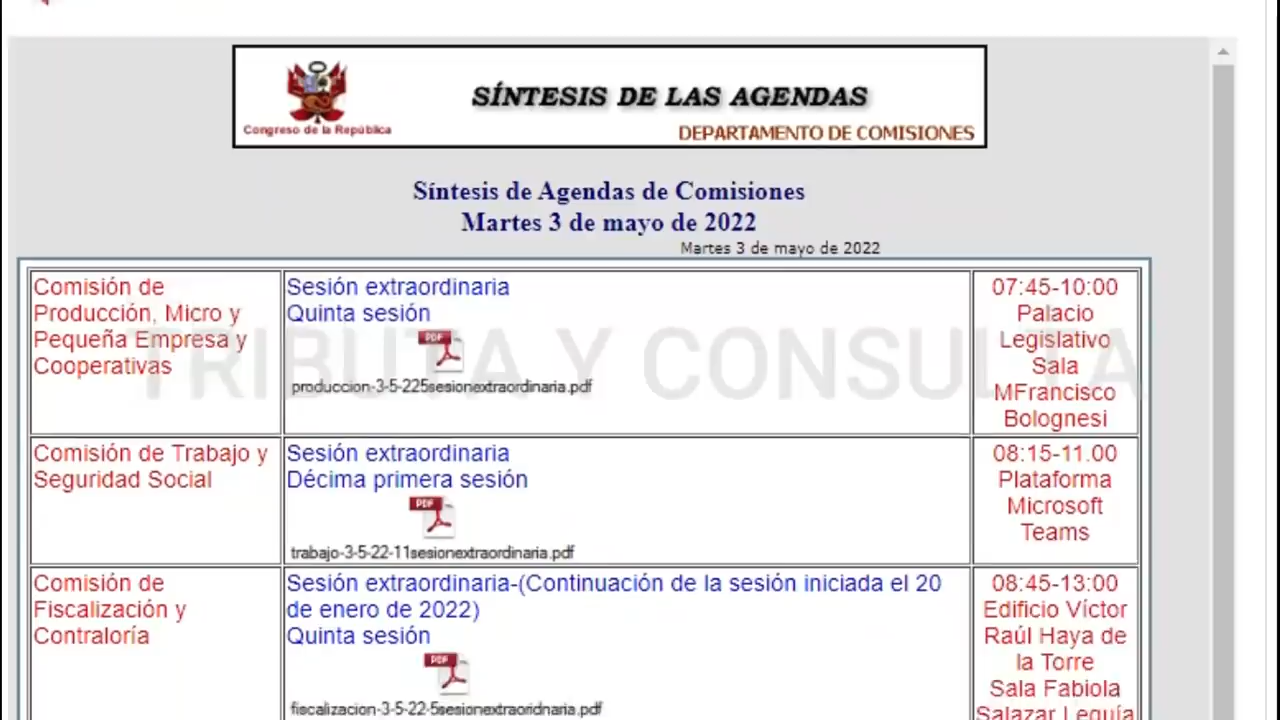 Congreso de la República
SÍNTESIS DE LAS AGENDAS
DEPARTAMENTO DE COMISIONES
Síntesis de Agendas de Comisiones
Martes 3 de mayo de 2022
Martes 3 de mayo de 2022
Comisión de
Producción, Micro y
Pequeña Empresa y
Cooperativas
Sesión extraordinaria
Quinta sesión
PDF
produccion-3-5-225sesionextraordinaria.pdf
07:45-10:00
Palacio
Legislativo
Sala
MFrancisco
Bolognesi
TRIBUTA Y CONSULTA
Comisión de Trabajo y
Seguridad Social
Sesión extraordinaria
Décima primera sesión
PDF
trabajo-3-5-22-11sesionextraordinaria.pdf
08:15-11.00
Plataforma
Microsoft
Teams
Comisión de
Fiscalización y
Contraloría
Sesión extraordinaria-(Continuación de la sesión iniciada el 20
de enero de 2022)
Quinta sesión
PDF
fiscalizacion-3-5-22-5sesionextraoridnaria.pdf
08:45-13:00
Edificio Víctor
Raúl Haya de
la Torre
Sala Fabiola
Salazar Leguía